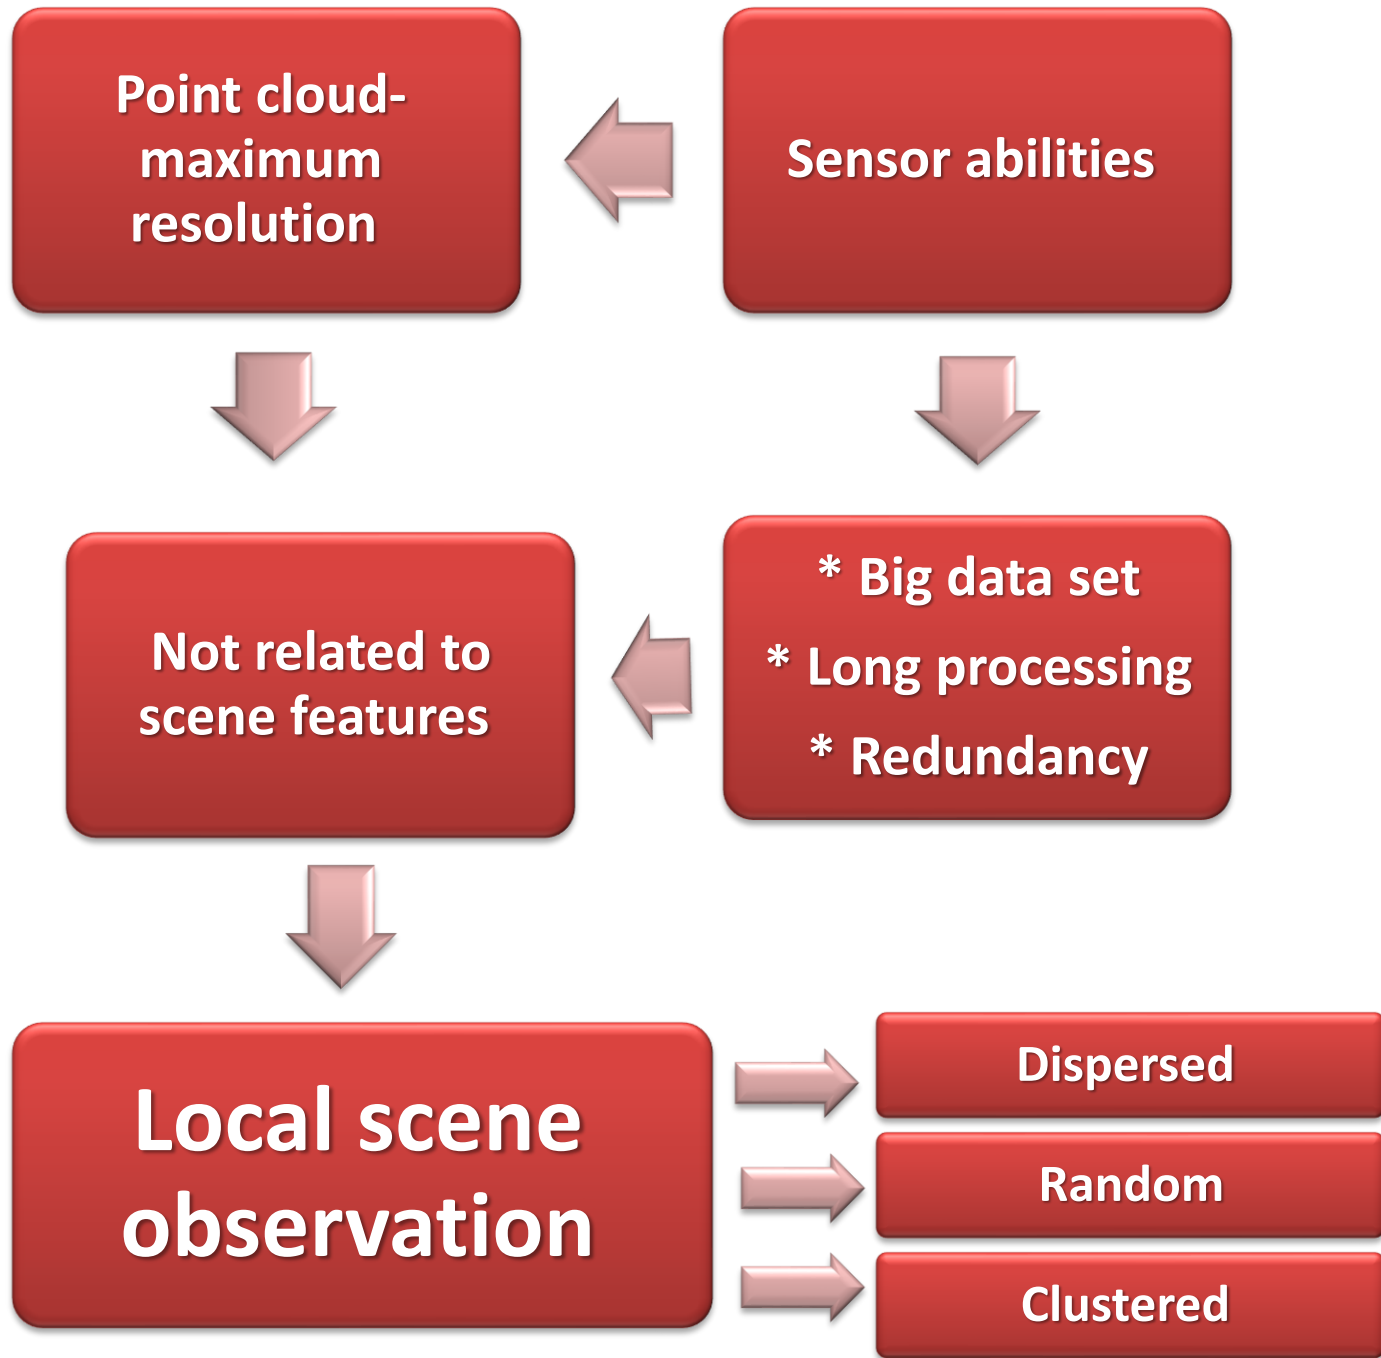 Point cloud-
maximum
resolution
Sensor abilities
Not related to
scene features
* Big data set
* Long processing
* Redundancy
Local scene
observation
Dispersed
Random
Clustered